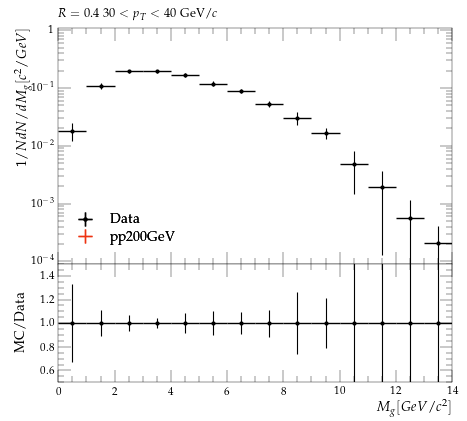 R = 0.4 30 < p_T < 40 GeV/c
1/NdN/dM_g[c^2/GeV]
1
10^−1
10^−2
10^−3
10^−4
Data
pp200GeV
MC/Data
1.4
1.2
1.0
0.8
0.6
0 2 4 6 8 10 12 14
M_g[GeV/c^2]